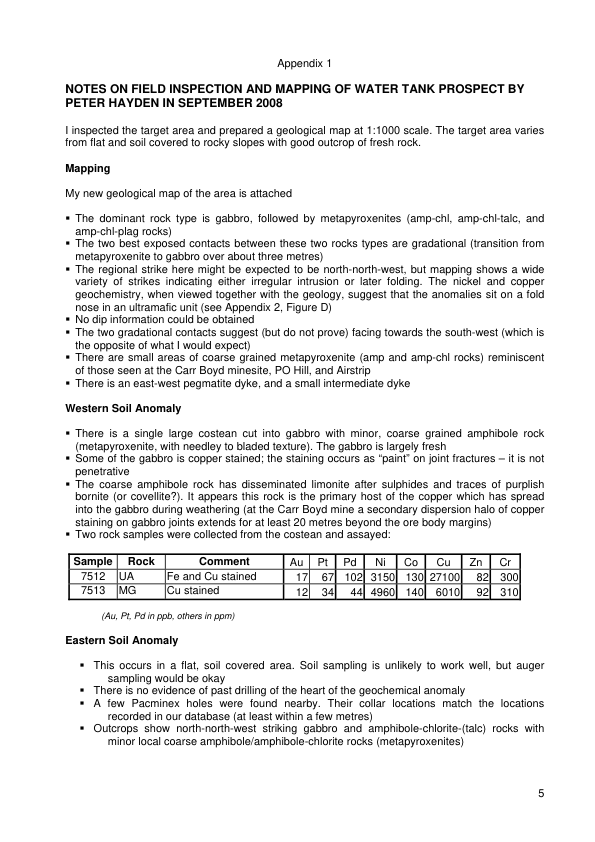 Appendix 1
NOTES ON FIELD INSPECTION AND MAPPING OF WATER TANK PROSPECT BY
PETER HAYDEN IN SEPTEMBER 2008
I inspected the target area and prepared a geological map at 1:1000 scale. The target area varies
from flat and soil covered to rocky slopes with good outcrop of fresh rock.
Mapping
My new geological map of the area is attached
▪ The dominant rock type is gabbro, followed by metapyroxenites (amp-chl, amp-chl-talc, and
amp-chl-plag rocks)
▪ The two best exposed contacts between these two rocks types are gradational (transition from
metapyroxenite to gabbro over about three metres)
▪ The regional strike here might be expected to be north-north-west, but mapping shows a wide
variety of strikes indicating either irregular intrusion or later folding. The nickel and copper
geochemistry, when viewed together with the geology, suggest that the anomalies sit on a fold
nose in an ultramafic unit (see Appendix 2, Figure D)
▪ No dip information could be obtained
▪ The two gradational contacts suggest (but do not prove) facing towards the south-west (which is
the opposite of what I would expect)
▪ There are small areas of coarse grained metapyroxenite (amp and amp-chl rocks) reminiscent
of those seen at the Carr Boyd minesite, PO Hill, and Airstrip
▪ There is an east-west pegmatite dyke, and a small intermediate dyke
Western Soil Anomaly
▪ There is a single large costean cut into gabbro with minor, coarse grained amphibole rock
(metapyroxenite, with needley to bladed texture). The gabbro is largely fresh
▪ Some of the gabbro is copper stained; the staining occurs as “paint” on joint fractures – it is not
penetrative
▪ The coarse amphibole rock has disseminated limonite after sulphides and traces of purplish
bornite (or covellite?). It appears this rock is the primary host of the copper which has spread
into the gabbro during weathering (at the Carr Boyd mine a secondary dispersion halo of copper
staining on gabbro joints extends for at least 20 metres beyond the ore body margins)
▪ Two rock samples were collected from the costean and assayed:
Sample Rock Comment Au Pt Pd Ni Co Cu Zn Cr
7512 UA Fe and Cu stained 17 67 102 3150 130 27100 82 300
7513 MG Cu stained 12 34 44 4960 140 6010 92 310
(Au, Pt, Pd in ppb, others in ppm)
Eastern Soil Anomaly
▪ This occurs in a flat, soil covered area. Soil sampling is unlikely to work well, but auger
sampling would be okay
▪ There is no evidence of past drilling of the heart of the geochemical anomaly
▪ A few Pacminex holes were found nearby. Their collar locations match the locations
recorded in our database (at least within a few metres)
▪ Outcrops show north-north-west striking gabbro and amphibole-chlorite-(talc) rocks with
minor local coarse amphibole/amphibole-chlorite rocks (metapyroxenites)
5